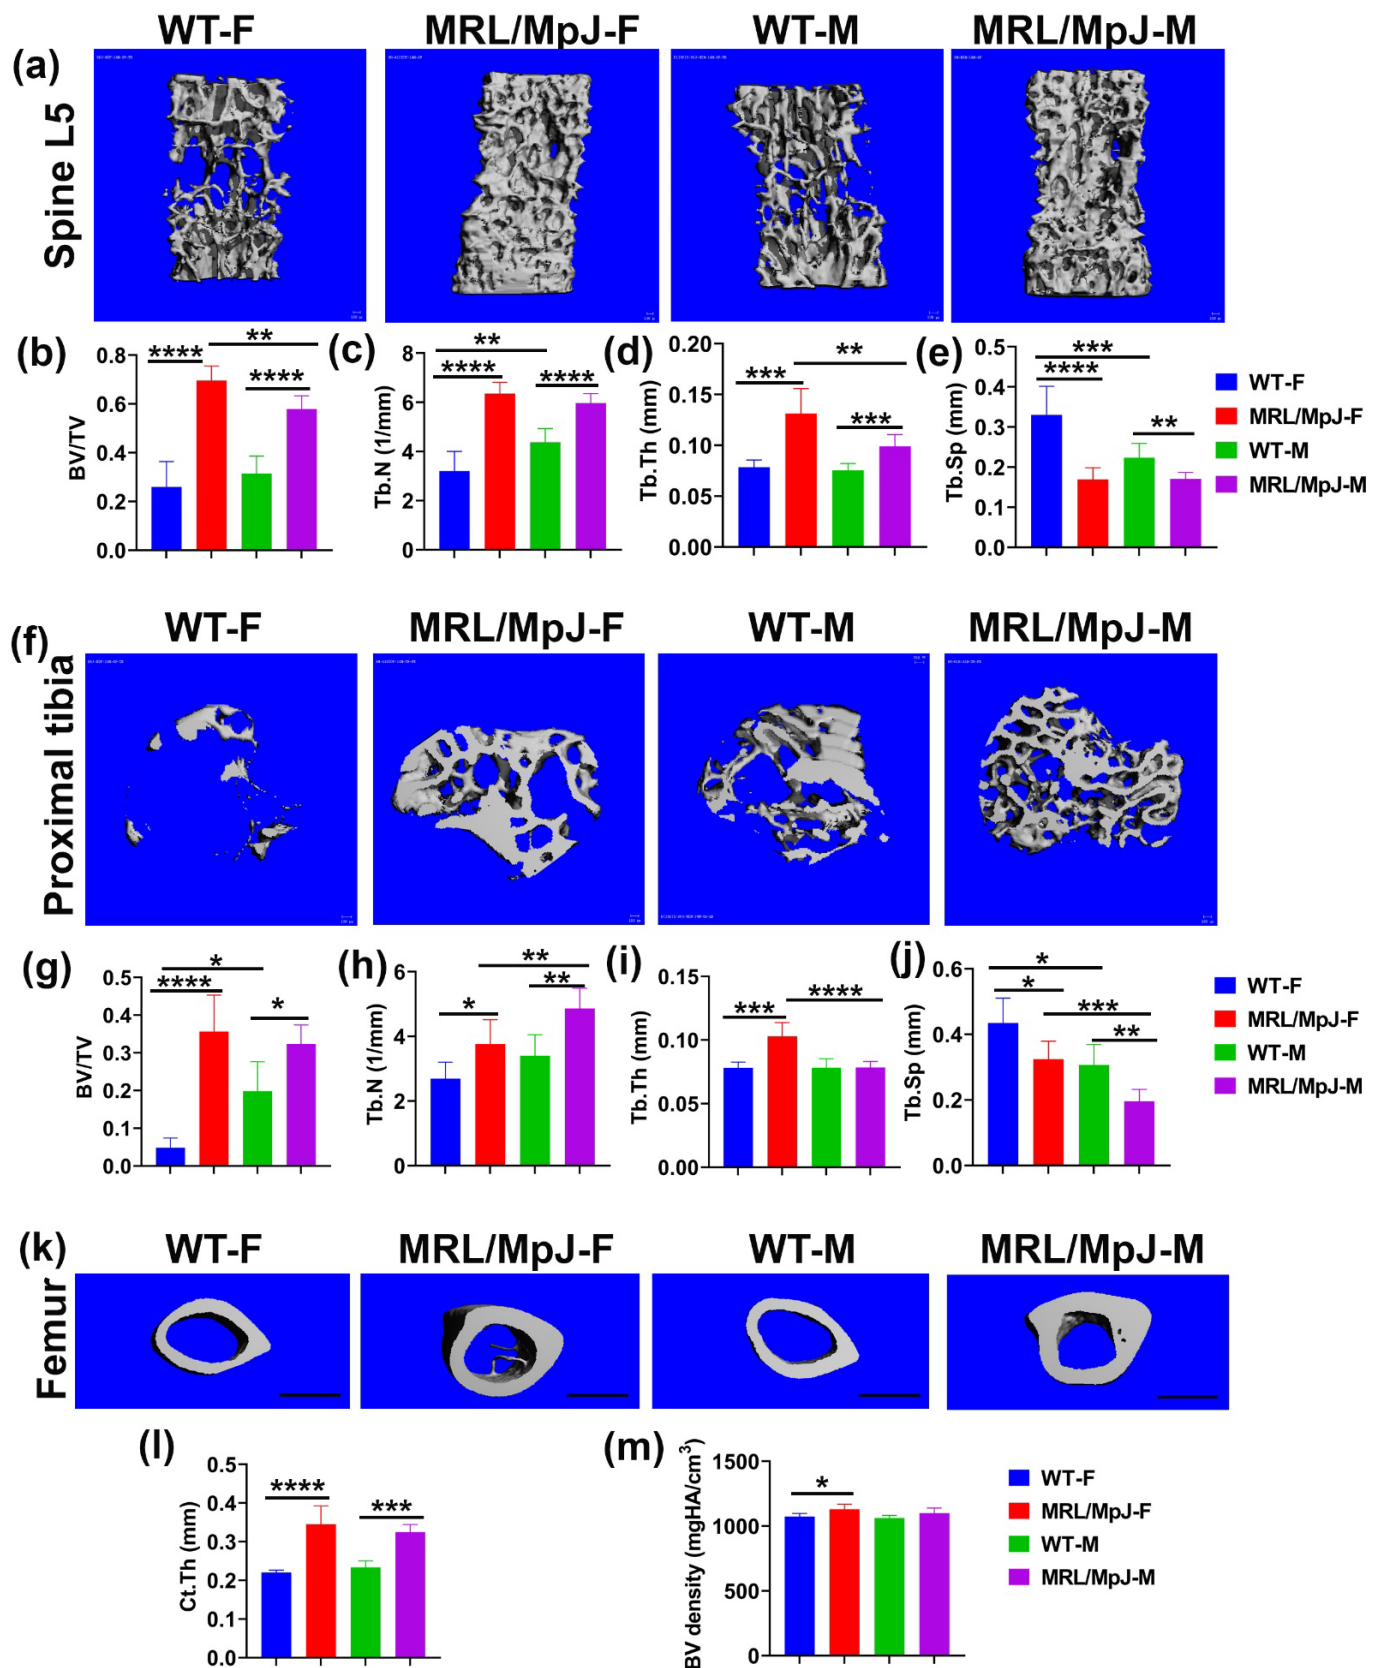 WT-F MRL/MpJ-F WT-M MRL/MpJ-M
(a)
Spine L5
(b)
BV/TV
0.8
0.6
0.4
0.2
0.0
**** ** ****
(c)
Tb.N (1/mm)
8
6
4
2
0
** **** ****
(d)
Tb.Th (mm)
0.20
0.15
0.10
0.05
0.00
*** ** ***
(e)
Tb.Sp (mm)
0.5
0.4
0.3
0.2
0.1
0.0
*** **** **
WT-F
MRL/MpJ-F
WT-M
MRL/MpJ-M
WT-F MRL/MpJ-F WT-M MRL/MpJ-M
(f)
Proximal tibia
(g)
BV/TV
0.5
0.4
0.3
0.2
0.1
0.0
* **** *
(h)
Tb.N (1/mm)
6
4
2
0
* ** **
(i)
Tb.Th (mm)
0.15
0.10
0.05
0.00
*** ****
(j)
Tb.Sp (mm)
0.6
0.4
0.2
0.0
* * *** **
WT-F
MRL/MpJ-F
WT-M
MRL/MpJ-M
(k)
WT-F MRL/MpJ-F WT-M MRL/MpJ-M
Femur
(l)
Ct.Th (mm)
0.5
0.4
0.3
0.2
0.1
0.0
**** ***
(m)
BV density (mgHA/cm³)
1500
1000
500
0
*
WT-F
MRL/MpJ-F
WT-M
MRL/MpJ-M